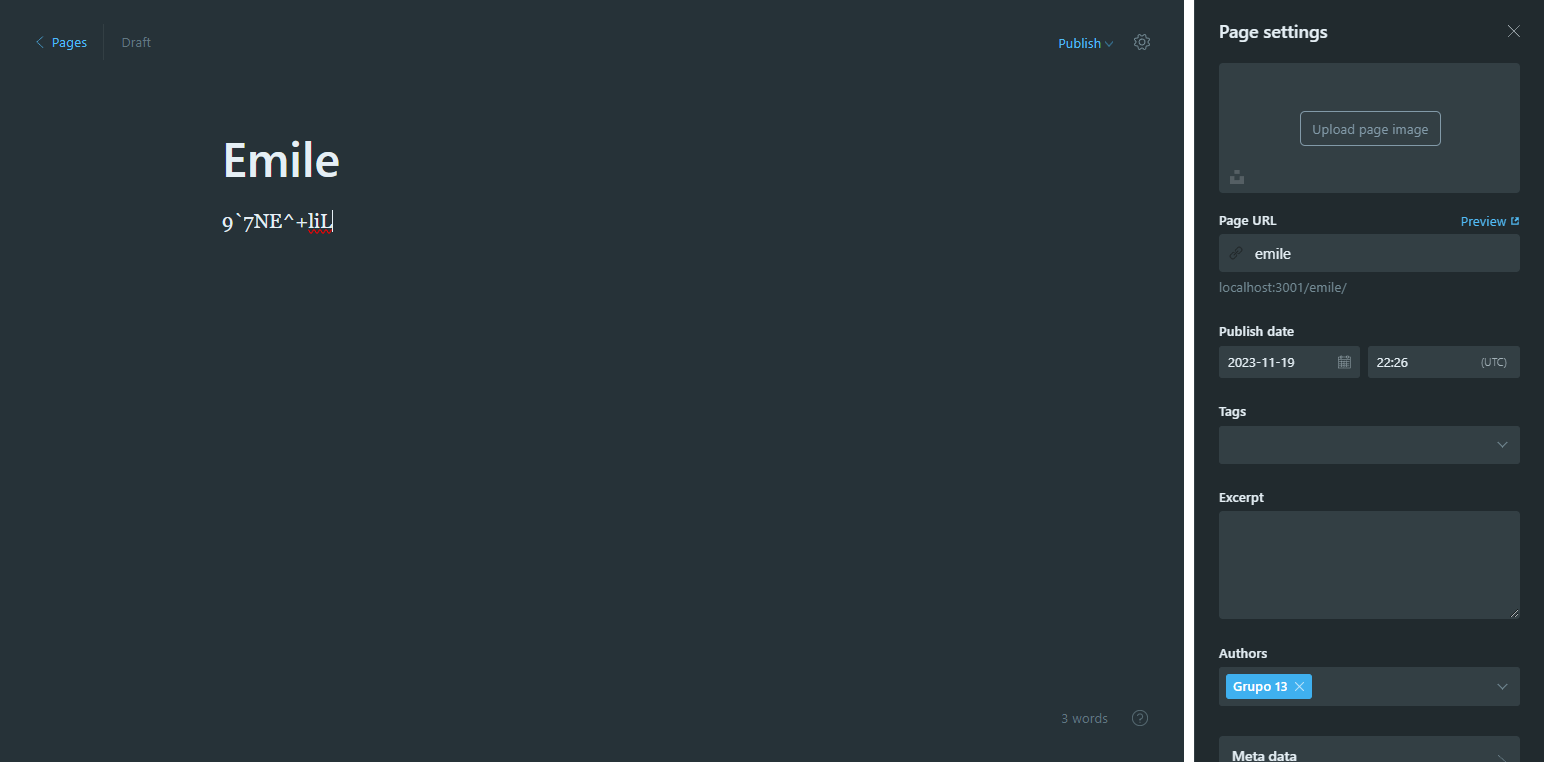 Pages
Draft
Publish
Emile
9`7NE^+liL
3 words
?
Page settings
Upload page image
Page URL
Preview
emile
localhost:3001/emile/
Publish date
2023-11-19
22:26
(UTC)
Tags
Excerpt
Authors
Grupo 13
Meta data